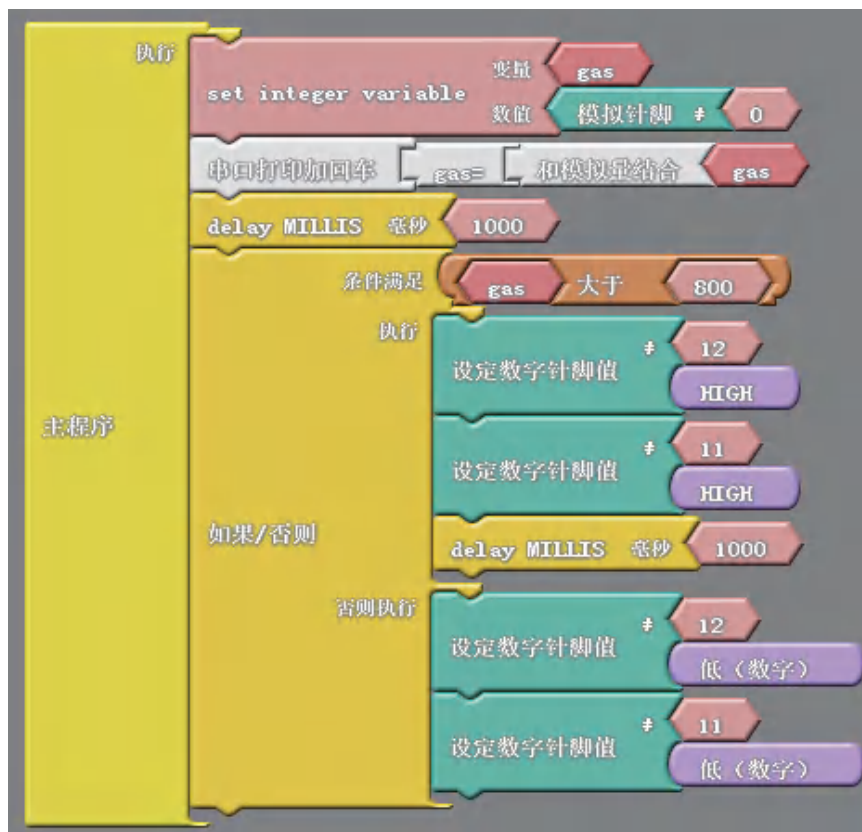 执行
变量 gas
set integer variable
数值 模拟针脚 # 0
串口打印加回车 gas= 和模拟量结合 gas
delay MILLIS 毫秒 1000
条件满足 gas 大于 800
执行
设定数字针脚值 # 12
HIGH
主程序
设定数字针脚值 # 11
HIGH
如果/否则
delay MILLIS 毫秒 1000
否则执行
设定数字针脚值 # 12
低（数字）
设定数字针脚值 # 11
低（数字）